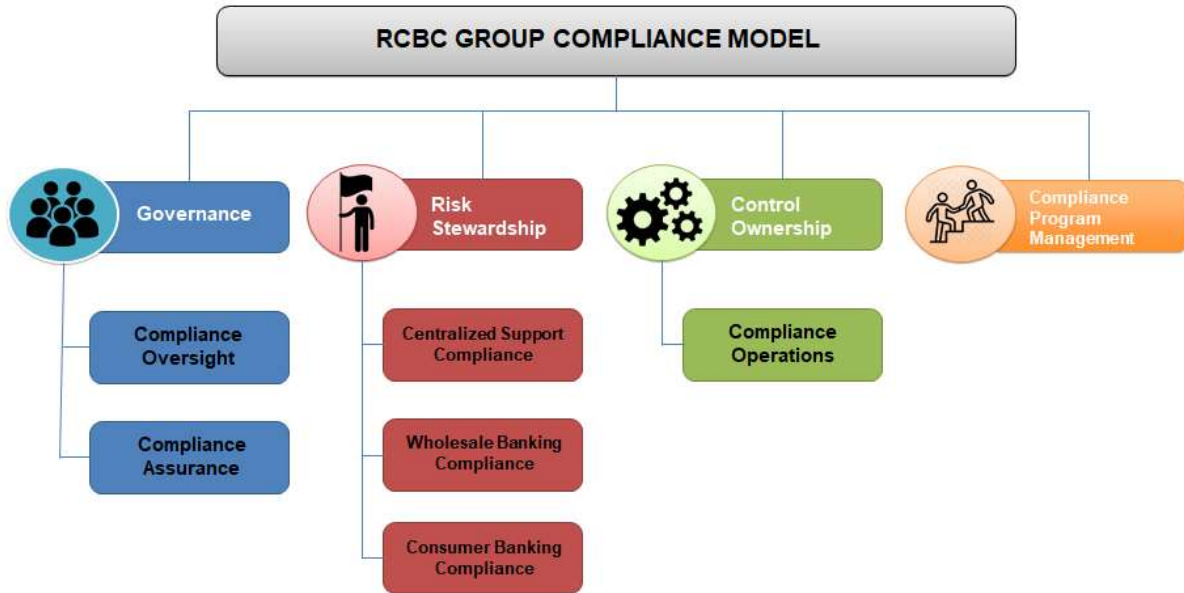 RCBC GROUP COMPLIANCE MODEL
Governance
Risk
Stewardship
Control
Ownership
Compliance
Program
Management
Compliance
Oversight
Centralized Support
Compliance
Compliance
Operations
Compliance
Assurance
Wholesale Banking
Compliance
Consumer Banking
Compliance